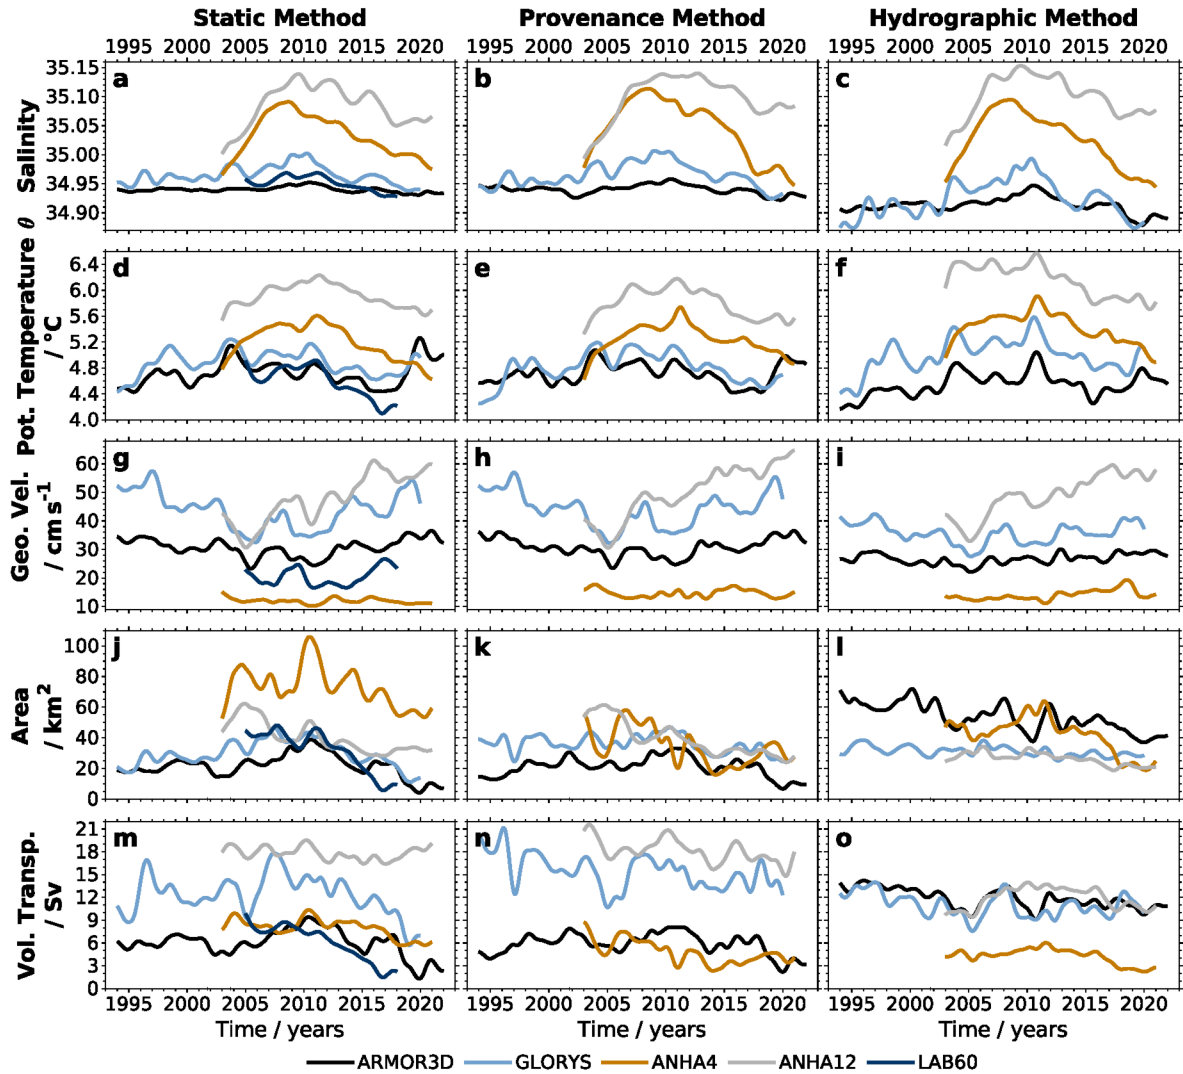 Static Method Provenance Method Hydrographic Method
1995 2000 2005 2010 2015 2020 1995 2000 2005 2010 2015 2020 1995 2000 2005 2010 2015 2020
Salinity
35.15
35.10
35.05
35.00
34.95
34.90
a b c
Pot. Temperature θ
/ °C
6.4
6.0
5.6
5.2
4.8
4.4
4.0
d e f
Geo. Vel.
/ cm s⁻¹
60
50
40
30
20
10
g h i
Area
/ km²
100
80
60
40
20
0
j k l
Vol. Transp.
/ Sv
21
18
15
12
9
6
3
0
m n o
1995 2000 2005 2010 2015 2020 1995 2000 2005 2010 2015 2020 1995 2000 2005 2010 2015 2020
Time / years Time / years Time / years
ARMOR3D GLORYS ANHA4 ANHA12 LAB60